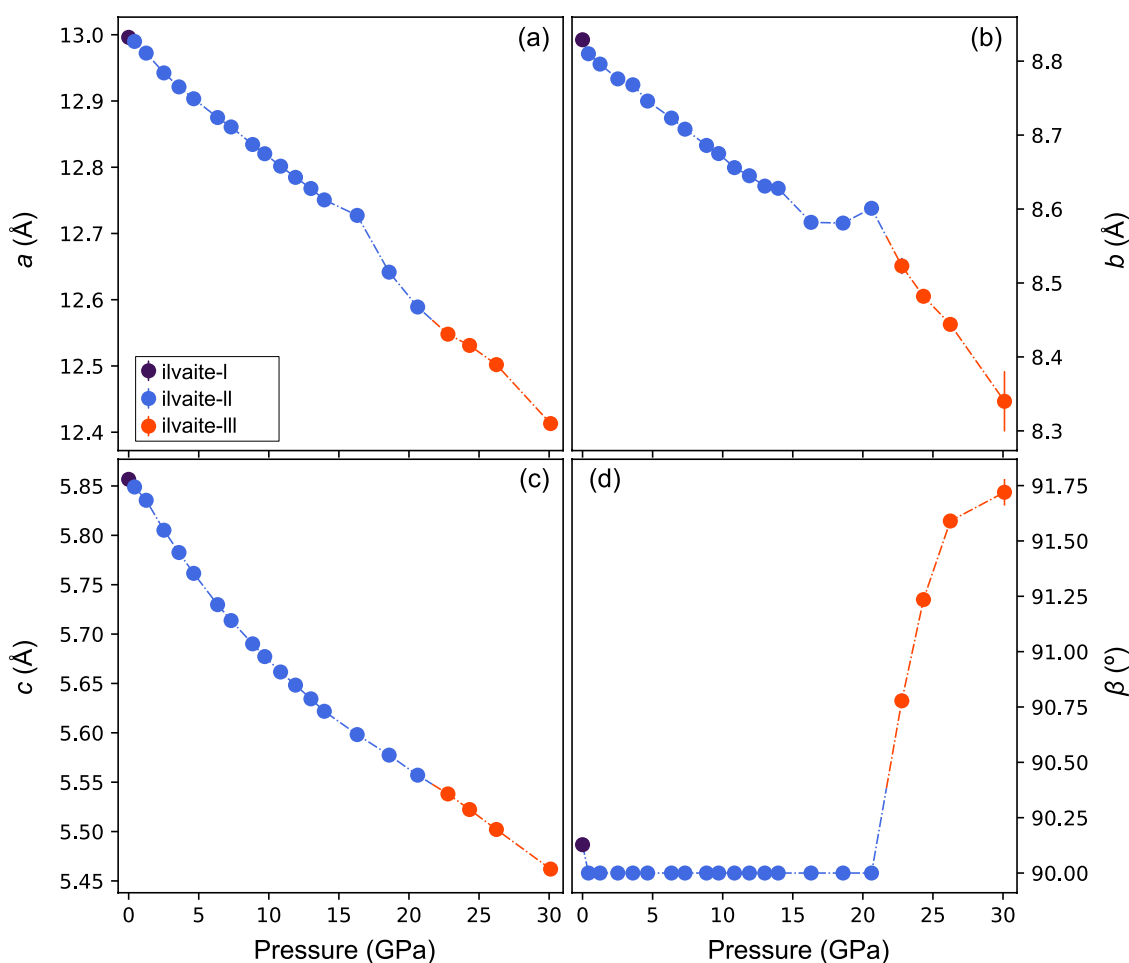 (a)
13.0
12.9
12.8
12.7
12.6
12.5
12.4
a (Å)
ilvaite-I
ilvaite-II
ilvaite-III
(b)
8.8
8.7
8.6
8.5
8.4
8.3
b (Å)
(c)
5.85
5.80
5.75
5.70
5.65
5.60
5.55
5.50
5.45
c (Å)
0 5 10 15 20 25 30
Pressure (GPa)
(d)
91.75
91.50
91.25
91.00
90.75
90.50
90.25
90.00
β (º)
0 5 10 15 20 25 30
Pressure (GPa)